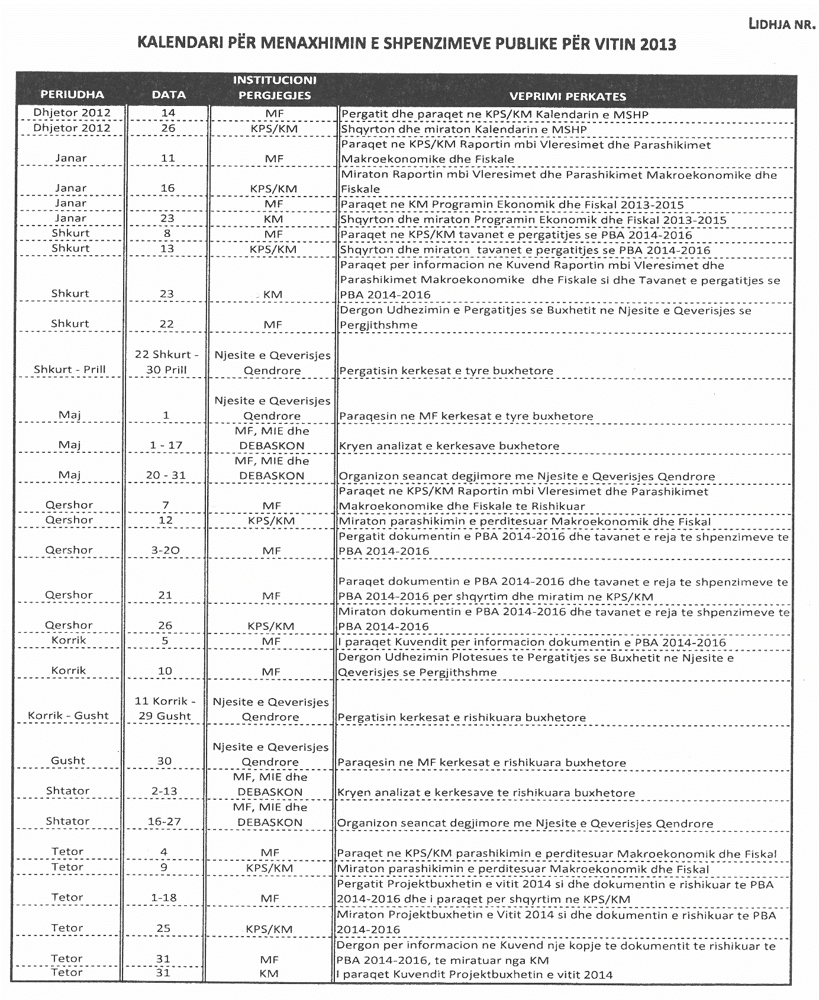 LIDHJA NR.
KALENDARI PËR MENAXHIMIN E SHPENZIMEVE PUBLIKE PËR VITIN 2013
PERIUDHA DATA INSTITUCIONI PERGJEGJES VEPRIMI PERKATES
Dhjetor 2012 14 MF Pergatit dhe paraqet ne KPS/KM Kalendarin e MSHP
Dhjetor 2012 26 KPS/KM Shqyrton dhe miraton Kalendarin e MSHP
Paraqet ne KPS/KM Raportin mbi Vleresimet dhe Parashikimet
Janar 11 MF Makroekonomike dhe Fiskale
Miraton Raportin mbi Vleresimet dhe Parashikimet Makroekonomike dhe
Janar 16 KPS/KM Fiskale
Janar MF Paraqet ne KM Programin Ekonomik dhe Fiskal 2013-2015
Janar 23 KM Shqyrton dhe miraton Programin Ekonomik dhe Fiskal 2013-2015
Shkurt 8 MF Paraqet ne KPS/KM tavanet e pergatitjes se PBA 2014-2016
Shkurt 13 KPS/KM Shqyrton dhe miraton tavanet e pergatitjes se PBA 2014-2016
Paraqet per informacion ne Kuvend Raportin mbi Vleresimet dhe
Parashikimet Makroekonomike dhe Fiskale si dhe Tavanet e pergatitjes se
Shkurt 23 KM PBA 2014-2016
Dergon Udhezimin e Pergatitjes se Buxhetit ne Njesite e Qeverisjes se
Shkurt 22 MF Pergjithshme
22 Shkurt - Njesite e Qeverisjes
Shkurt - Prill 30 Prill Qendrore Pergatisin kerkesat e tyre buxhetore
Njesite e Qeverisjes
Maj 1 Qendrore Paraqesin ne MF kerkesat e tyre buxhetore
MF, MIE dhe
Maj 1 - 17 DEBASKON Kryen analizat e kerkesave buxhetore
MF, MIE dhe
Maj 20 - 31 DEBASKON Organizon seancat degjimore me Njesite e Qeverisjes Qendrore
Paraqet ne KPS/KM Raportin mbi Vleresimet dhe Parashikimet
Qershor 7 MF Makroekonomike dhe Fiskale te Rishikuar
Qershor 12 KPS/KM Miraton parashikimin e perditesuar Makroekonomik dhe Fiskal
Pergatit dokumentin e PBA 2014-2016 dhe tavanet e reja te shpenzimeve te
Qershor 3-2O MF PBA 2014-2016
Paraqet dokumentin e PBA 2014-2016 dhe tavanet e reja te shpenzimeve te
Qershor 21 MF PBA 2014-2016 per shqyrtim dhe miratim ne KPS/KM
Miraton dokumentin e PBA 2014-2016 dhe tavanet e reja te shpenzimeve te
Qershor 26 KPS/KM PBA 2014-2016
Korrik 5 MF I paraqet Kuvendit per informacion dokumentin e PBA 2014-2016
Dergon Udhezimin Plotesues te Pergatitjes se Buxhetit ne Njesite e
Korrik 10 MF Qeverisjes se Pergjithshme
11 Korrik - Njesite e Qeverisjes
Korrik - Gusht 29 Gusht Qendrore Pergatisin kerkesat e rishikuara buxhetore
Njesite e Qeverisjes
Gusht 30 Qendrore Paraqesin ne MF kerkesat e rishikuara buxhetore
MF, MIE dhe
Shtator 2-13 DEBASKON Kryen analizat e kerkesave te rishikuara buxhetore
MF, MIE dhe
Shtator 16-27 DEBASKON Organizon seancat degjimore me Njesite e Qeverisjes Qendrore
Tetor 4 MF Paraqet ne KPS/KM parashikimin e perditesuar Makroekonomik dhe Fiskal
Tetor 9 KPS/KM Miraton parashikimin e perditesuar Makroekonomik dhe Fiskal
Pergatit Projektbuxhetin e vitit 2014 si dhe dokumentin e rishikuar te PBA
Tetor 1-18 MF 2014-2016 dhe i paraqet per shqyrtim ne KPS/KM
Miraton Projektbuxhetin e Vitit 2014 si dhe dokumentin e rishikuar te PBA
Tetor 25 KPS/KM 2014-2016
Dergon per informacion ne Kuvend nje kopje te dokumentit te rishikuar te
Tetor 31 MF PBA 2014-2016, te miratuar nga KM
Tetor 31 KM I paraqet Kuvendit Projektbuxhetin e vitit 2014